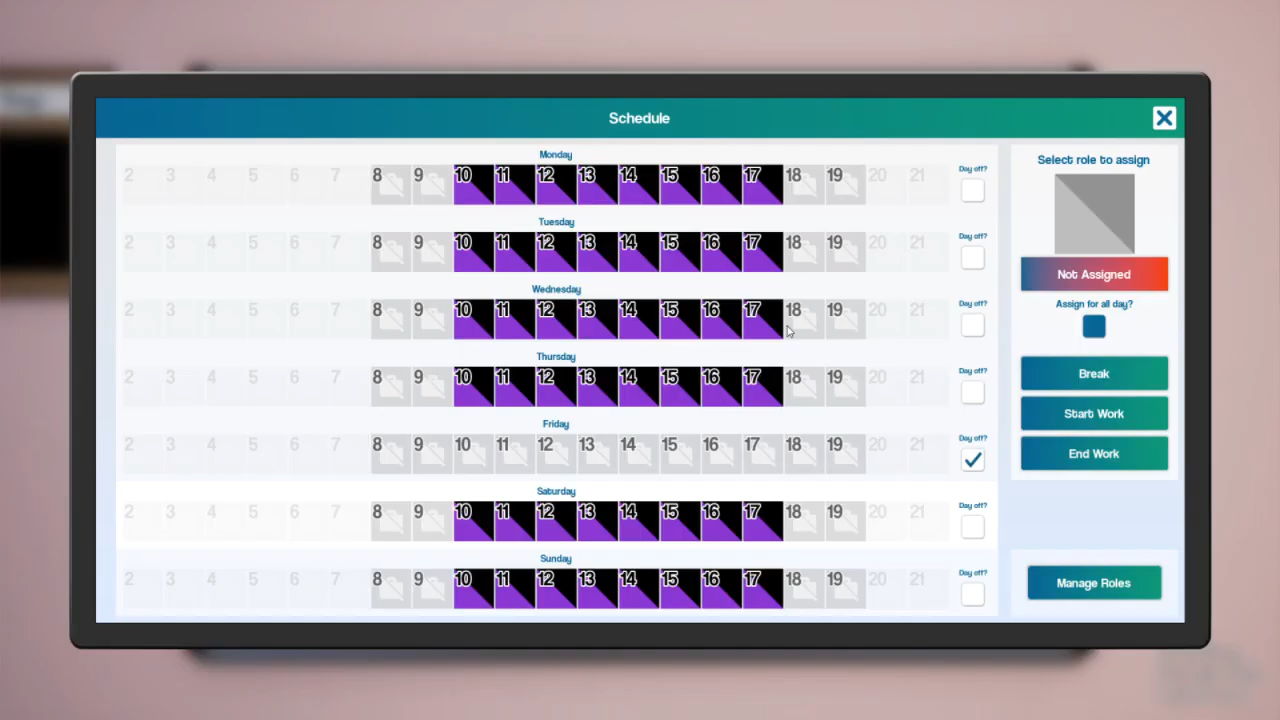 Schedule
Select role to assign
Monday
Day off?
2 3 4 5 6 7 8 9 10 11 12 13 14 15 16 17 18 19 20 21
Tuesday
Day off?
2 3 4 5 6 7 8 9 10 11 12 13 14 15 16 17 18 19 20 21
Not Assigned
Wednesday
Day off?
Assign for all day?
2 3 4 5 6 7 8 9 10 11 12 13 14 15 16 17 18 19 20 21
Thursday
Day off?
2 3 4 5 6 7 8 9 10 11 12 13 14 15 16 17 18 19 20 21
Break
Start Work
Friday
Day off?
2 3 4 5 6 7 8 9 10 11 12 13 14 15 16 17 18 19 20 21
End Work
Saturday
Day off?
2 3 4 5 6 7 8 9 10 11 12 13 14 15 16 17 18 19 20 21
Sunday
Day off?
2 3 4 5 6 7 8 9 10 11 12 13 14 15 16 17 18 19 20 21
Manage Roles